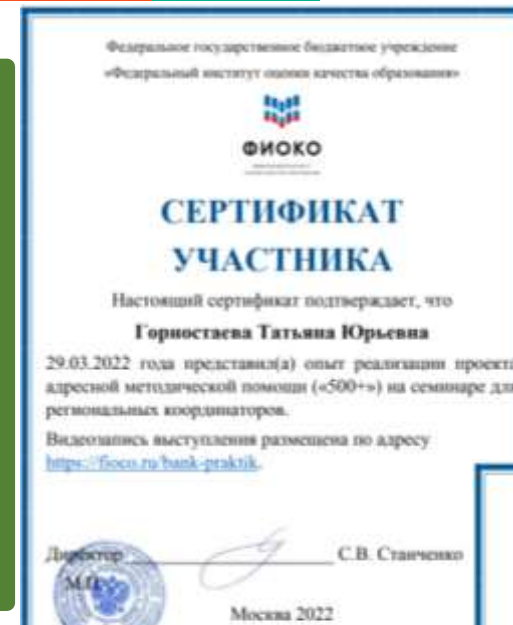 Федеральное государственное бюджетное учреждение
«Федеральный институт оценки качества образования»
ФИОКО
СЕРТИФИКАТ
УЧАСТНИКА
Настоящий сертификат подтверждает, что
Горностаева Татьяна Юрьевна
29.03.2022 года представил(а) опыт реализации проекта
адресной методической помощи («500+») на семинаре для
региональных координаторов.
Видеозапись выступления размещена по адресу
https://fioco.ru/bank-praktik.
Директор С.В. Станченко
М.П.
Москва 2022